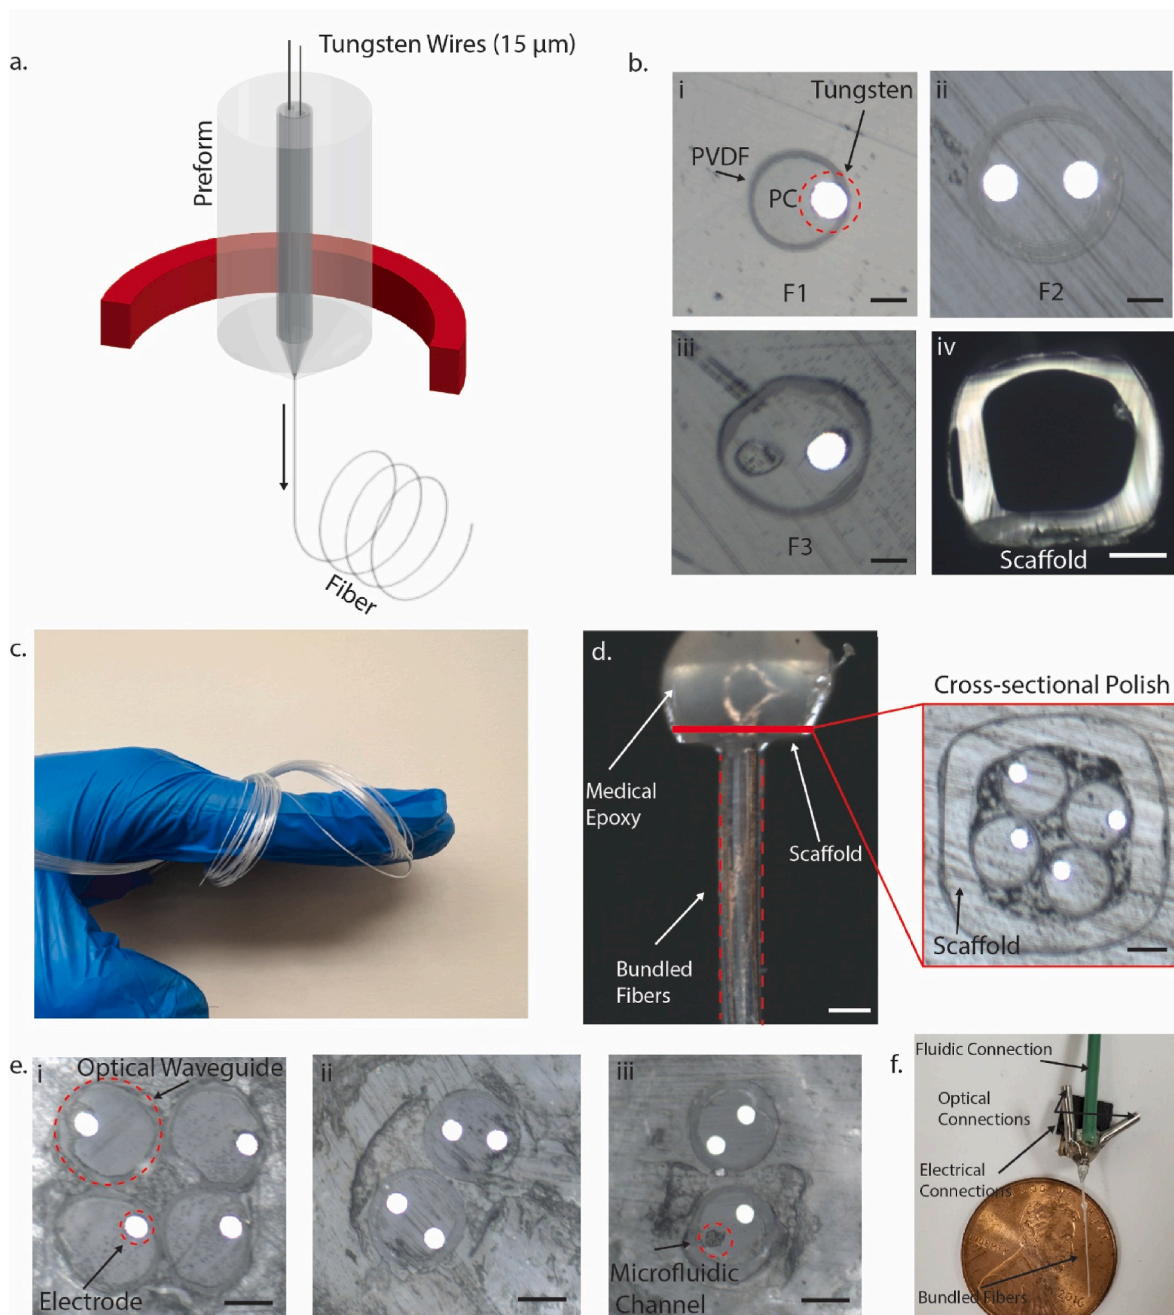 a.
Tungsten Wires (15 μm)
Preform
Fiber
b.
i
Tungsten
PVDF
PC
F1
ii
F2
iii
F3
iv
Scaffold
c.
d.
Medical
Epoxy
Scaffold
Bundled
Fibers
Cross-sectional Polish
Scaffold
e.
i
Optical Waveguide
Electrode
ii
iii
Microfluidic
Channel
f.
Fluidic Connection
Optical
Connections
Electrical
Connections
Bundled Fibers